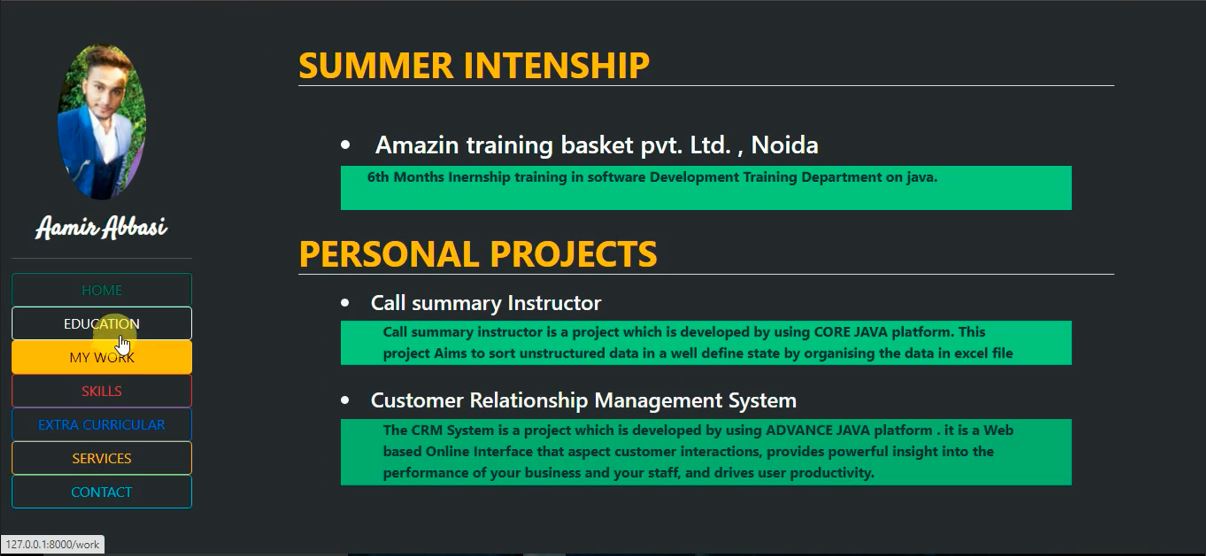 Aamir Abbasi
HOME
EDUCATION
MY WORK
SKILLS
EXTRA CURRICULAR
SERVICES
CONTACT
SUMMER INTENSHIP
• Amazin training basket pvt. Ltd. , Noida
6th Months Inernship training in software Development Training Department on java.
PERSONAL PROJECTS
• Call summary Instructor
Call summary instructor is a project which is developed by using CORE JAVA platform. This
project Aims to sort unstructured data in a well define state by organising the data in excel file
• Customer Relationship Management System
The CRM System is a project which is developed by using ADVANCE JAVA platform . it is a Web
based Online Interface that aspect customer interactions, provides powerful insight into the
performance of your business and your staff, and drives user productivity.
127.0.0.1:8000/work